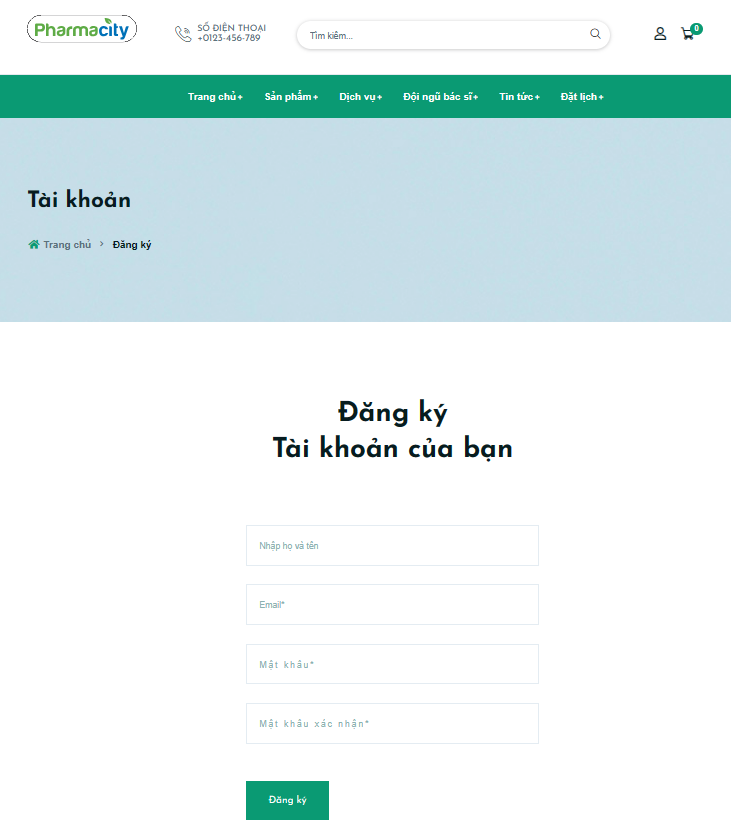 Pharmacity
SỐ ĐIỆN THOẠI
+0123-456-789
Tìm kiếm...
0
Trang chủ+ Sản phẩm+ Dịch vụ+ Đội ngũ bác sĩ+ Tin tức+ Đặt lịch+
Tài khoản
Trang chủ > Đăng ký
Đăng ký
Tài khoản của bạn
Nhập họ và tên
Email*
Mật khẩu*
Mật khẩu xác nhận*
Đăng ký